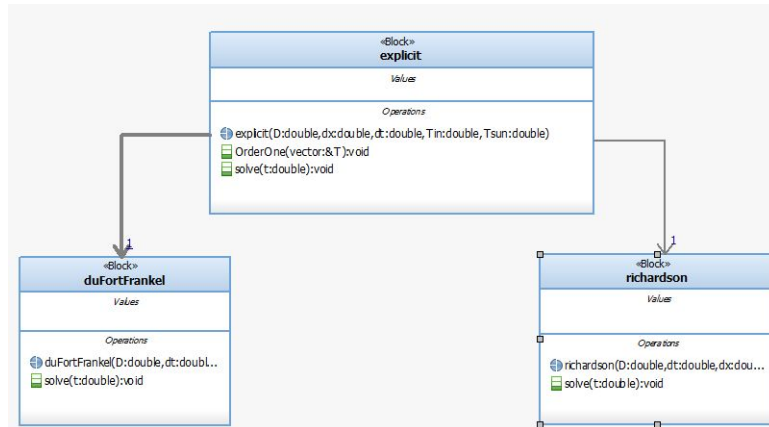 «Block»
explicit
Values
Operations
explicit(D:double,dx:double,dt:double,Tin:double,Tsun:double)
OrderOne(vector:&T):void
solve(t:double):void
1
1
«Block»
duFortFrankel
Values
Operations
duFortFrankel(D:double,dt:doubl...
solve(t:double):void
«Block»
richardson
Values
Operations
richardson(D:double,dt:double,dx:dou...
solve(t:double):void